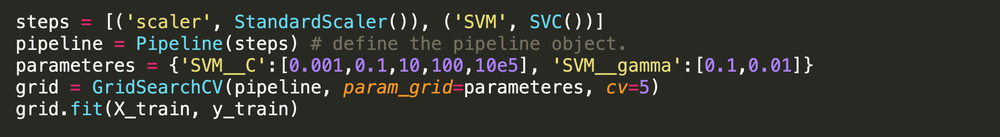 steps = [('scaler', StandardScaler()), ('SVM', SVC())]
pipeline = Pipeline(steps) # define the pipeline object.
parameteres = {'SVM__C':[0.001,0.1,10,100,10e5], 'SVM__gamma':[0.1,0.01]}
grid = GridSearchCV(pipeline, param_grid=parameteres, cv=5)
grid.fit(X_train, y_train)